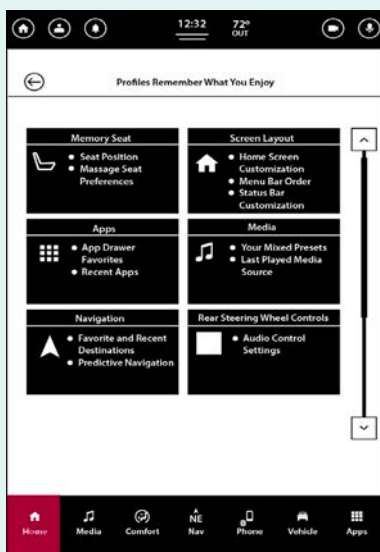 12:32
72º
OUT
Profiles Remember What You Enjoy
Memory Seat
Seat Position
Massage Seat
Preferences
Screen Layout
Home Screen
Customization
Menu Bar Order
Status Bar
Customization
Apps
App Drawer
Favorites
Recent Apps
Media
Your Mixed Presets
Last Played Media
Source
Navigation
Favorite and Recent
Destinations
Predictive Navigation
Rear Steering Wheel Controls
Audio Control
Settings
NE
Home
Media
Comfort
Nav
Phone
Vehicle
Apps